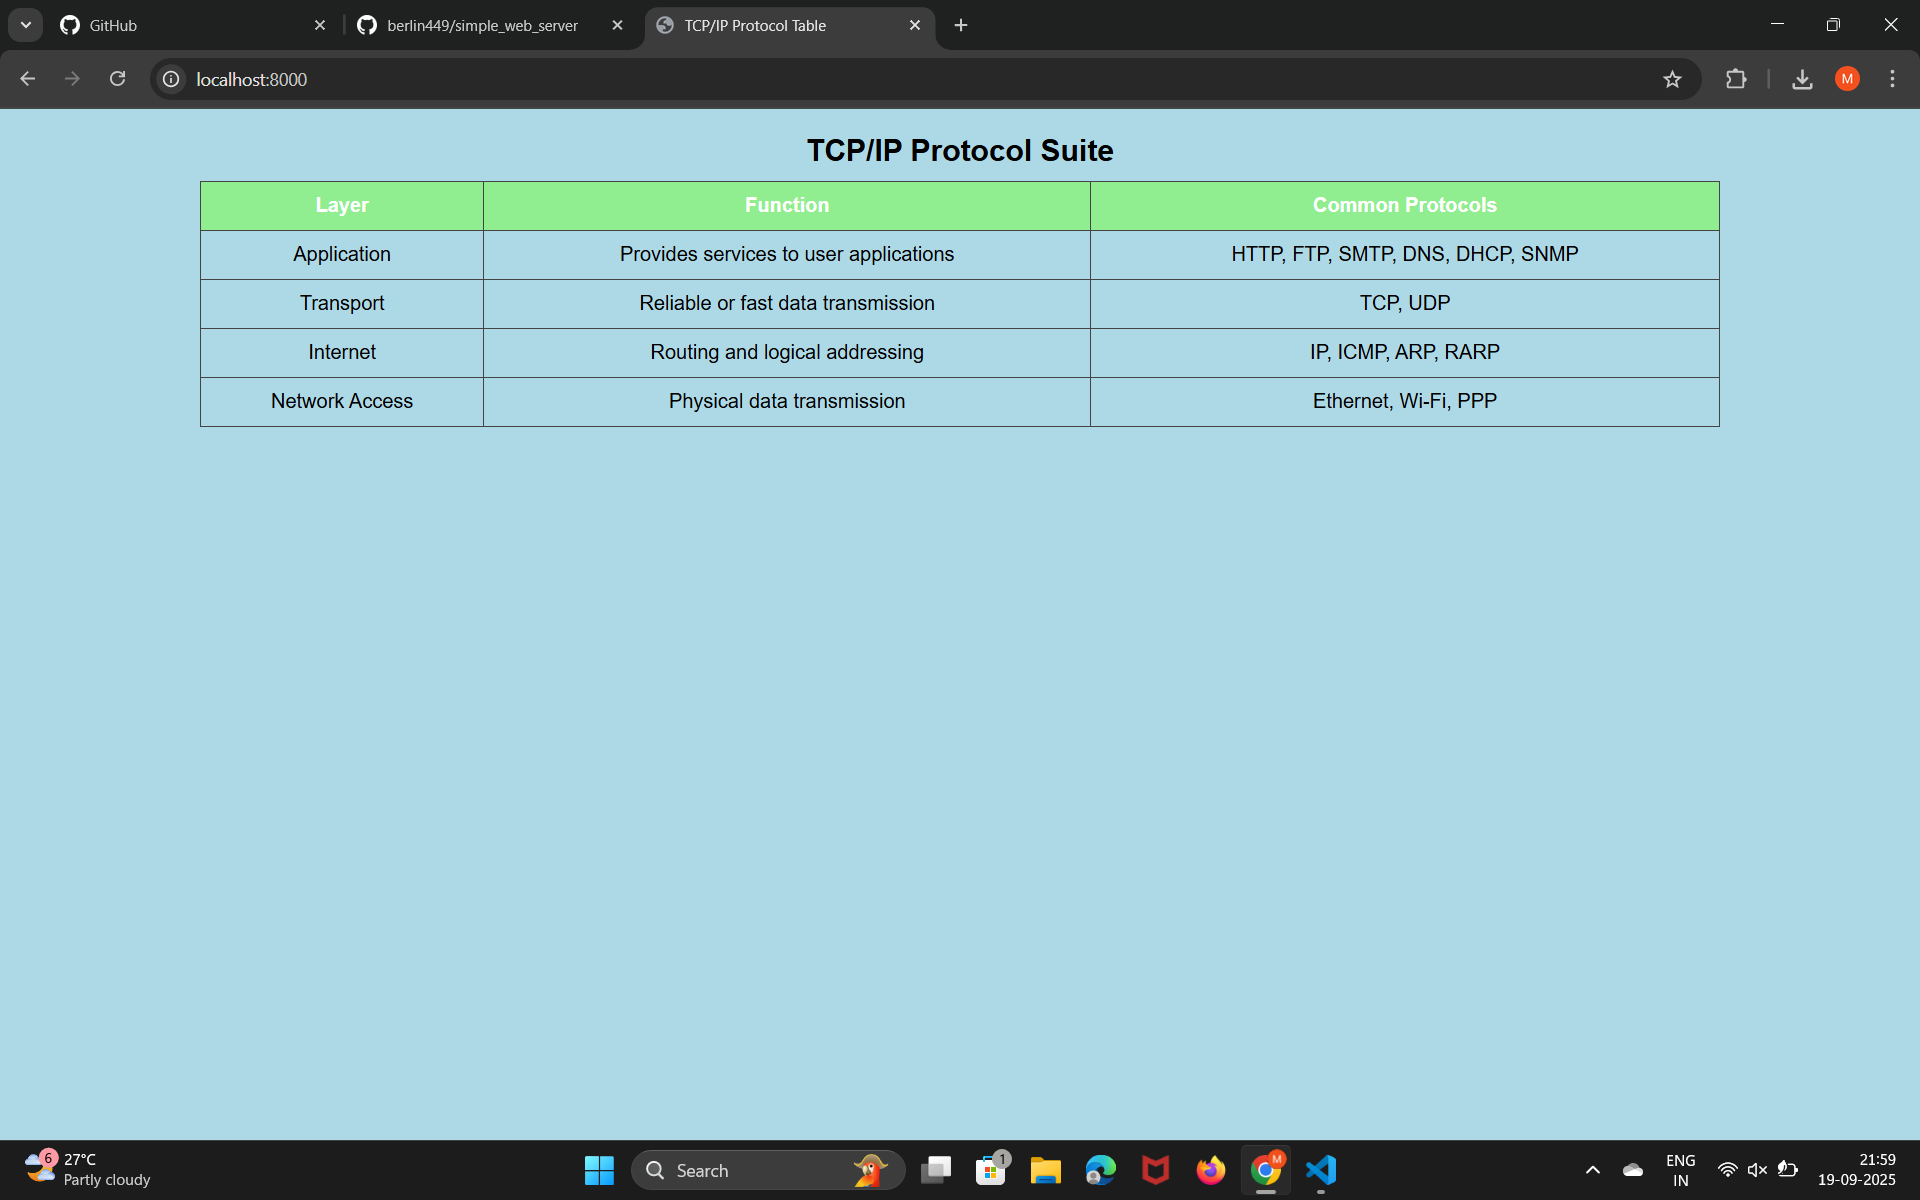 GitHub
berlin449/simple_web_server
TCP/IP Protocol Table
localhost:8000
M
TCP/IP Protocol Suite
Layer Function Common Protocols
Application Provides services to user applications HTTP, FTP, SMTP, DNS, DHCP, SNMP
Transport Reliable or fast data transmission TCP, UDP
Internet Routing and logical addressing IP, ICMP, ARP, RARP
Network Access Physical data transmission Ethernet, Wi-Fi, PPP
6
27°C
Partly cloudy
Search
1
M
ENG
IN
21:59
19-09-2025